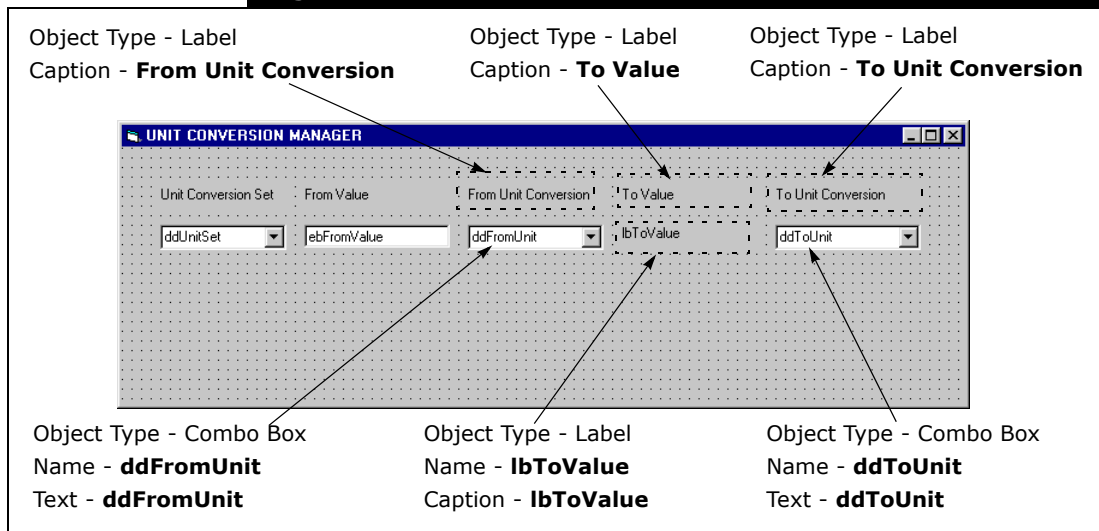 Object Type - Label
Caption - From Unit Conversion
Object Type - Label
Caption - To Value
Object Type - Label
Caption - To Unit Conversion
UNIT CONVERSION MANAGER
Unit Conversion Set
From Value
From Unit Conversion
To Value
To Unit Conversion
ddUnitSet
ebFromValue
ddFromUnit
lbToValue
ddToUnit
Object Type - Combo Box
Name - ddFromUnit
Text - ddFromUnit
Object Type - Label
Name - lbToValue
Caption - lbToValue
Object Type - Combo Box
Name - ddToUnit
Text - ddToUnit